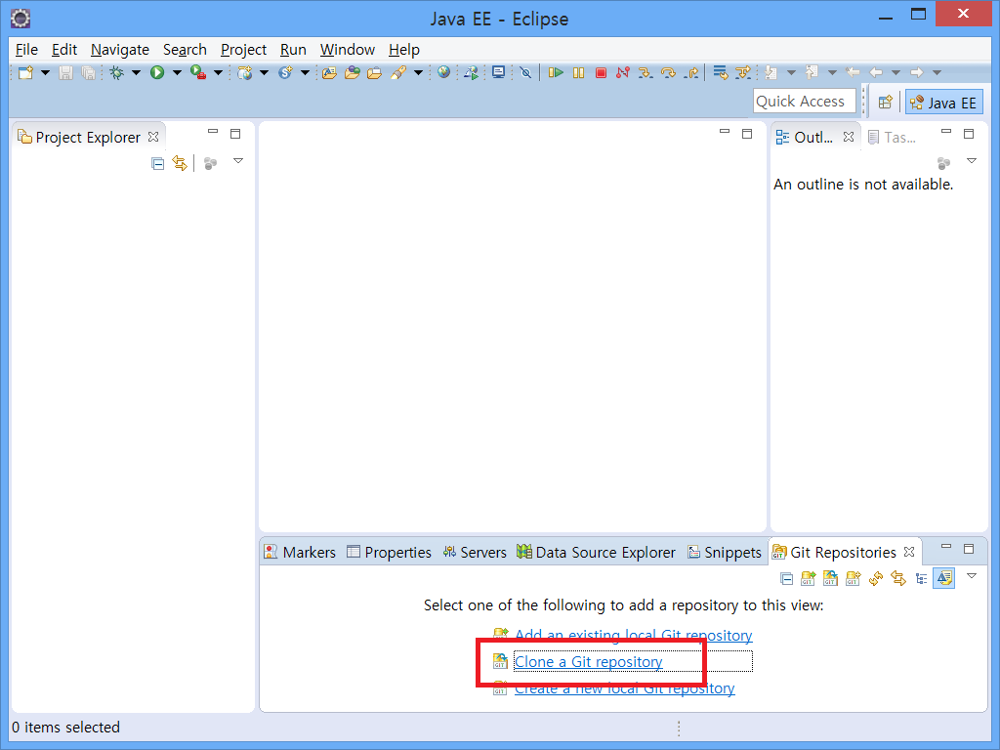 Java EE - Eclipse
File Edit Navigate Search Project Run Window Help
Quick Access
Java EE
Project Explorer
Outl...
Tas...
An outline is not available.
Markers
Properties
Servers
Data Source Explorer
Snippets
Git Repositories
Select one of the following to add a repository to this view:
Add an existing local Git repository
Clone a Git repository
Create a new local Git repository
0 items selected